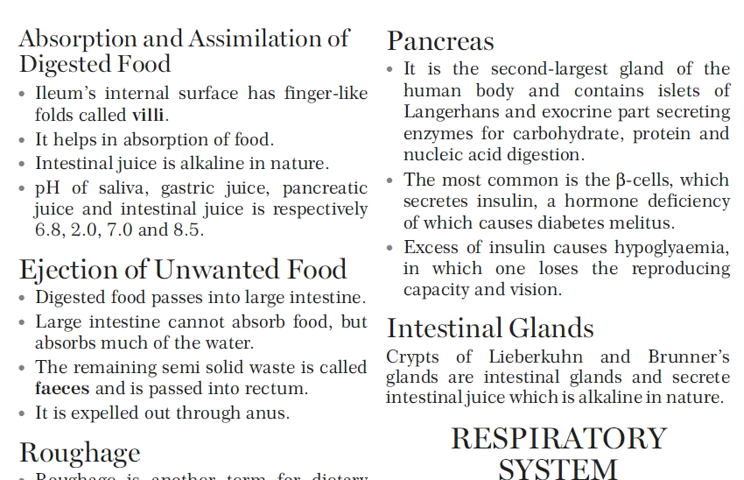 Absorption and Assimilation of
Digested Food
• Ileum's internal surface has finger-like
folds called villi.
• It helps in absorption of food.
• Intestinal juice is alkaline in nature.
• pH of saliva, gastric juice, pancreatic
juice and intestinal juice is respectively
6.8, 2.0, 7.0 and 8.5.
Ejection of Unwanted Food
• Digested food passes into large intestine.
• Large intestine cannot absorb food, but
absorbs much of the water.
• The remaining semi solid waste is called
faeces and is passed into rectum.
• It is expelled out through anus.
Roughage
• Roughage is another term for dietary
Pancreas
• It is the second-largest gland of the
human body and contains islets of
Langerhans and exocrine part secreting
enzymes for carbohydrate, protein and
nucleic acid digestion.
• The most common is the β-cells, which
secretes insulin, a hormone deficiency
of which causes diabetes melitus.
• Excess of insulin causes hypoglyaemia,
in which one loses the reproducing
capacity and vision.
Intestinal Glands
Crypts of Lieberkuhn and Brunner's
glands are intestinal glands and secrete
intestinal juice which is alkaline in nature.
RESPIRATORY
SYSTEM